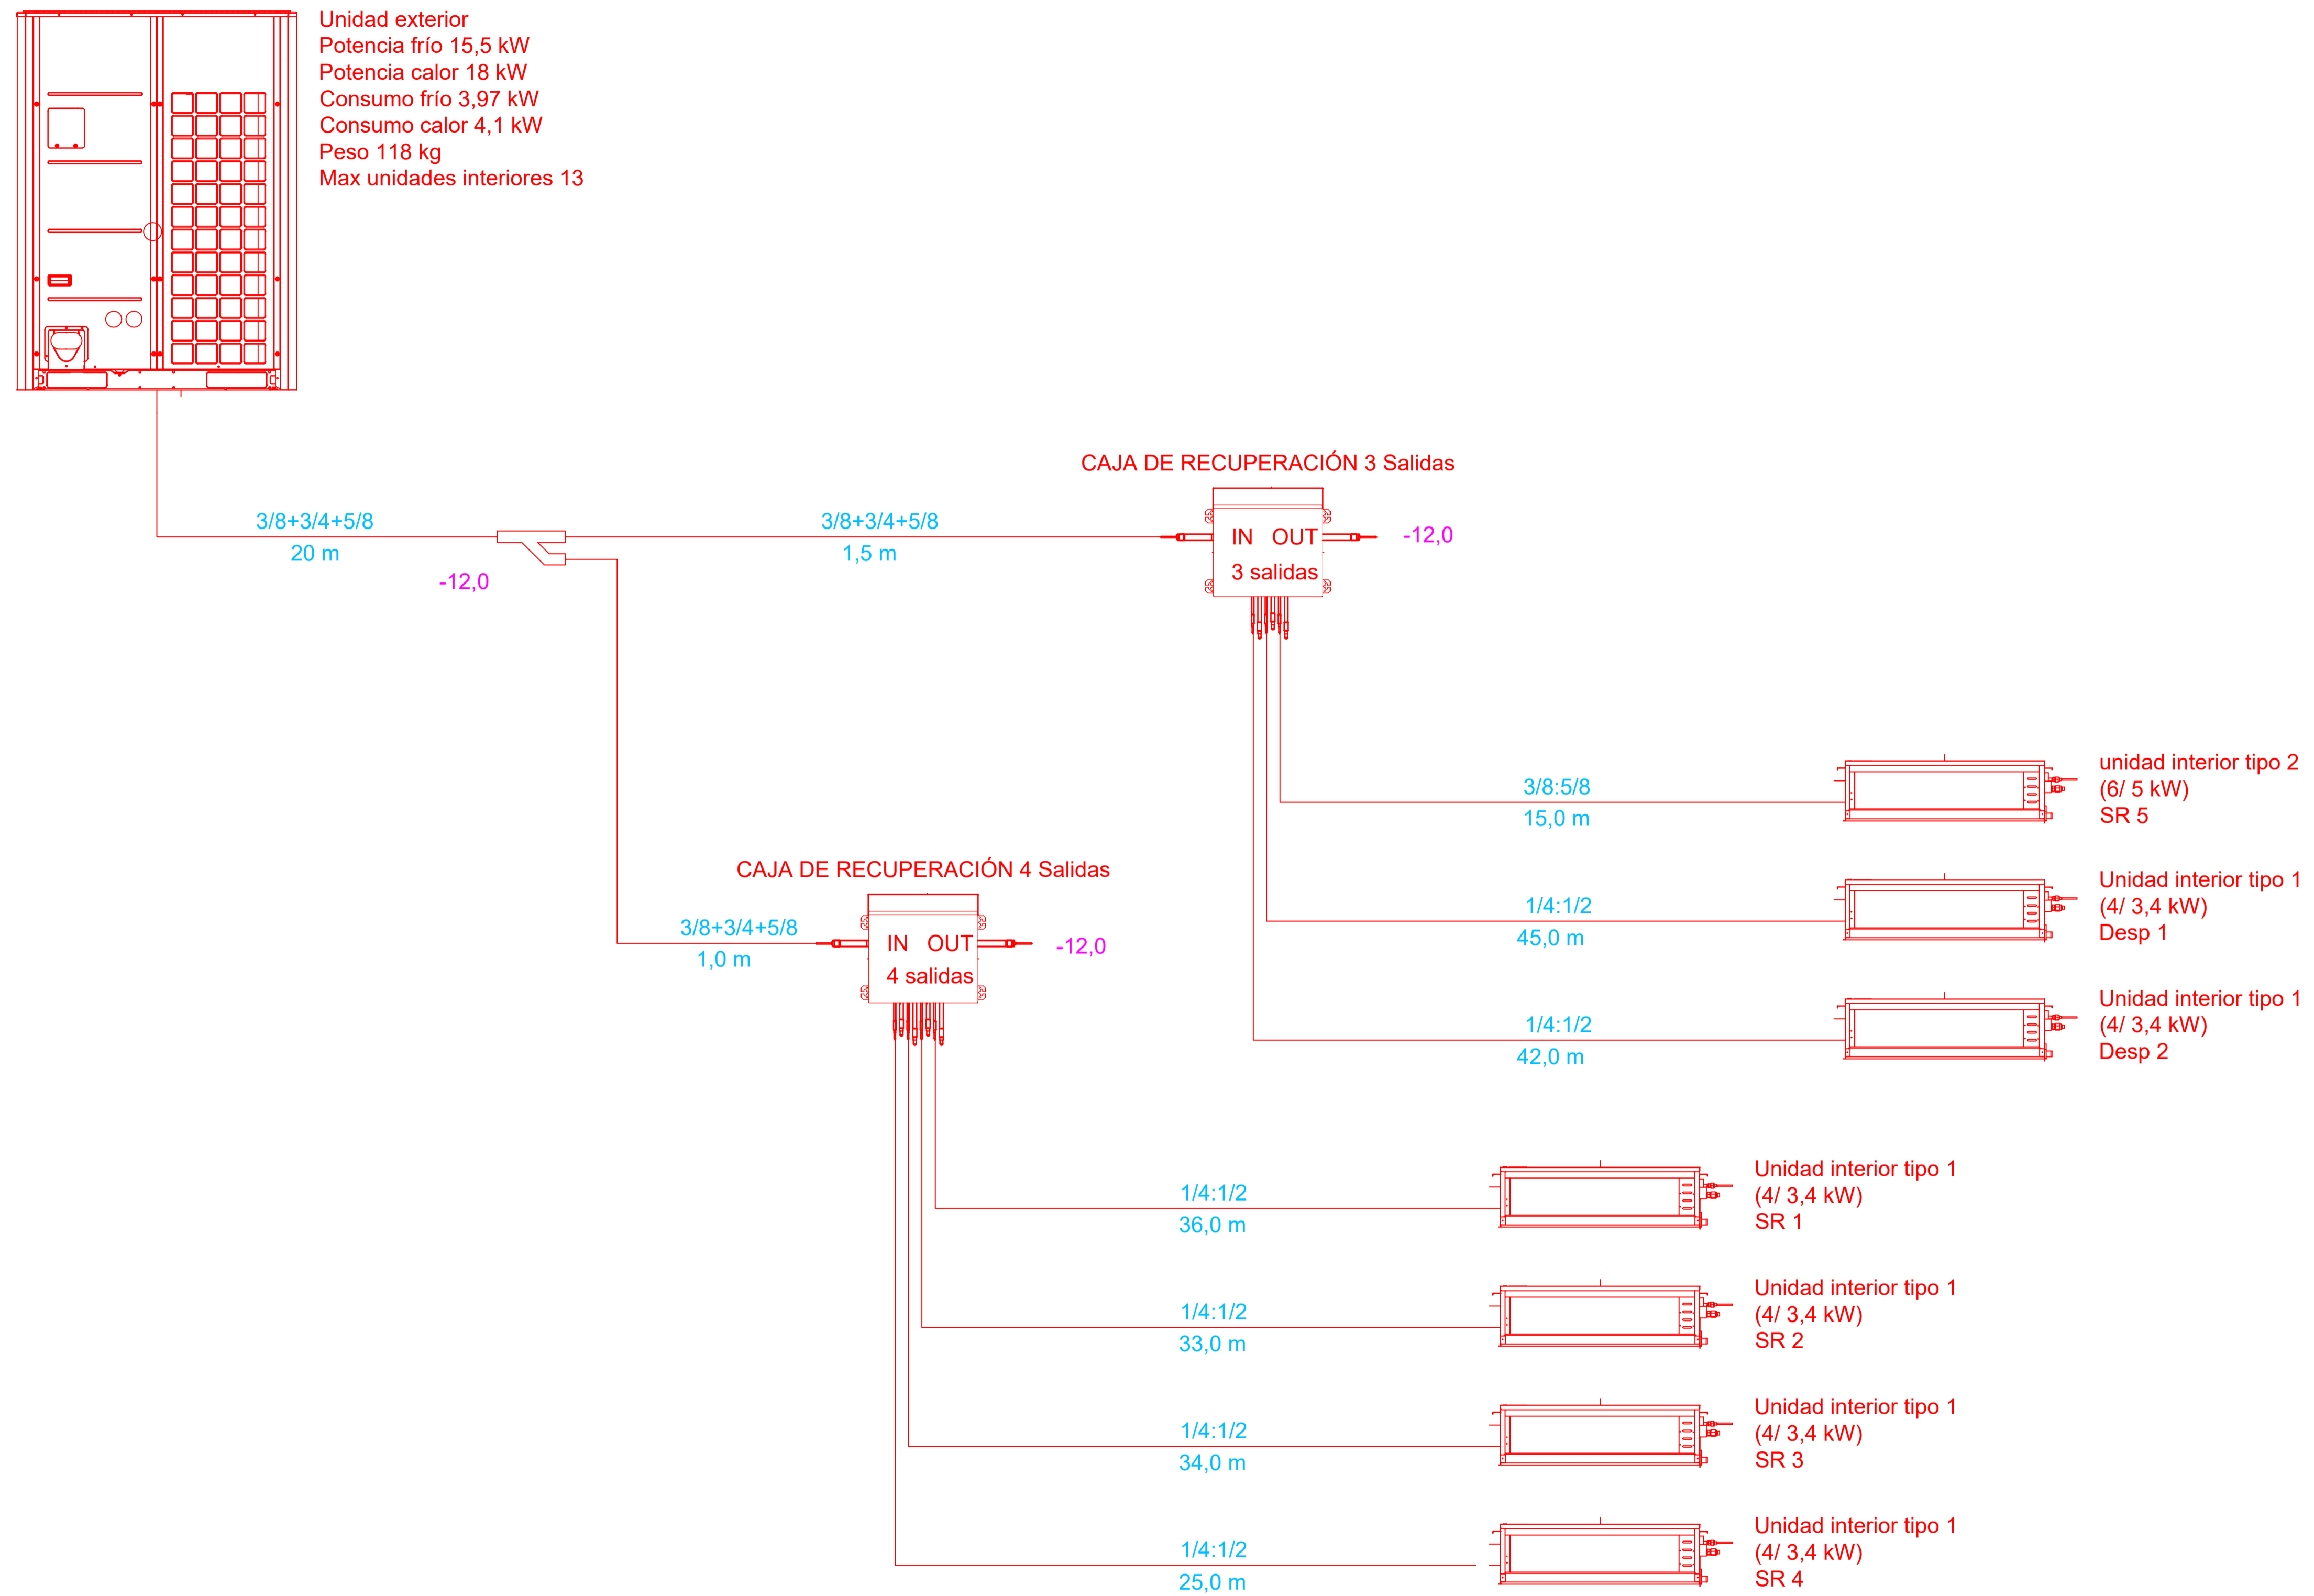 Unidad exterior
Potencia frío 15,5 kW
Potencia calor 18 kW
Consumo frío 3,97 kW
Consumo calor 4,1 kW
Peso 118 kg
Max unidades interiores 13
CAJA DE RECUPERACIÓN 3 Salidas
3/8+3/4+5/8
20 m
-12,0
3/8+3/4+5/8
1,5 m
IN OUT
3 salidas
-12,0
3/8:5/8
15,0 m
unidad interior tipo 2
(6/ 5 kW)
SR 5
1/4:1/2
45,0 m
Unidad interior tipo 1
(4/ 3,4 kW)
Desp 1
1/4:1/2
42,0 m
Unidad interior tipo 1
(4/ 3,4 kW)
Desp 2
CAJA DE RECUPERACIÓN 4 Salidas
3/8+3/4+5/8
1,0 m
IN OUT
4 salidas
-12,0
1/4:1/2
36,0 m
Unidad interior tipo 1
(4/ 3,4 kW)
SR 1
1/4:1/2
33,0 m
Unidad interior tipo 1
(4/ 3,4 kW)
SR 2
1/4:1/2
34,0 m
Unidad interior tipo 1
(4/ 3,4 kW)
SR 3
1/4:1/2
25,0 m
Unidad interior tipo 1
(4/ 3,4 kW)
SR 4